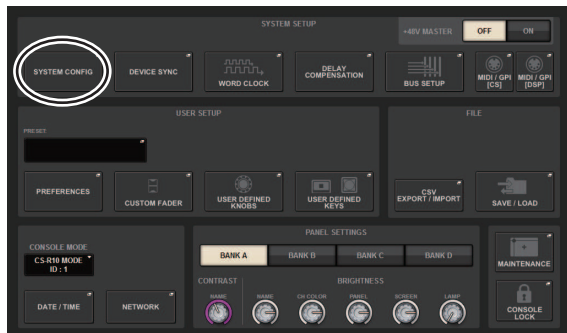 SYSTEM SETUP
+48V MASTER
OFF
ON
SYSTEM CONFIG
DEVICE SYNC
WORD CLOCK
DELAY
COMPENSATION
BUS SETUP
MIDI / GPI
[CS]
MIDI / GPI
[DSP]
USER SETUP
PRESET
PREFERENCES
CUSTOM FADER
USER DEFINED
KNOBS
USER DEFINED
KEYS
FILE
CSV
EXPORT / IMPORT
SAVE / LOAD
CONSOLE MODE
CS-R10 MODE
ID : 1
DATE / TIME
NETWORK
PANEL SETTINGS
BANK A
BANK B
BANK C
BANK D
CONTRAST
BRIGHTNESS
NAME
NAME
CH COLOR
PANEL
SCREEN
LAMP
MAINTENANCE
CONSOLE
LOCK